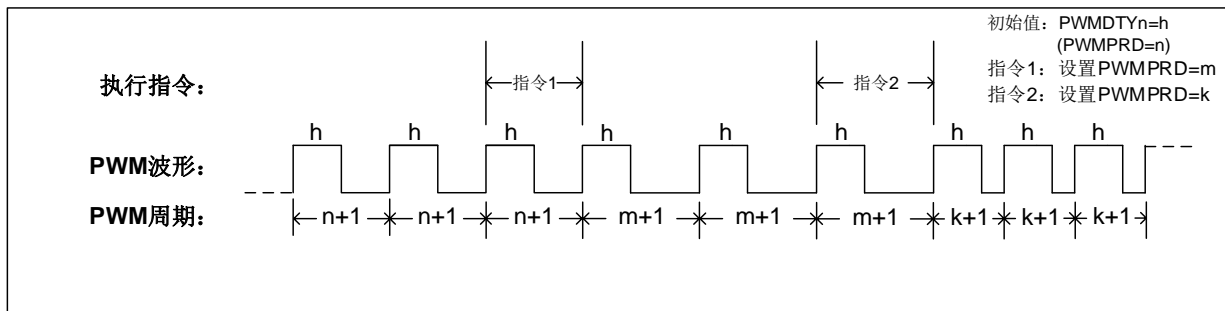 初始值：PWMDTYn=h
(PWMPRD=n)
指令1：设置PWMPRD=m
指令2：设置PWMPRD=k
执行指令： 指令1 指令2
h h h h h h h h h
PWM波形：
PWM周期： n+1 n+1 n+1 m+1 m+1 m+1 k+1 k+1 k+1